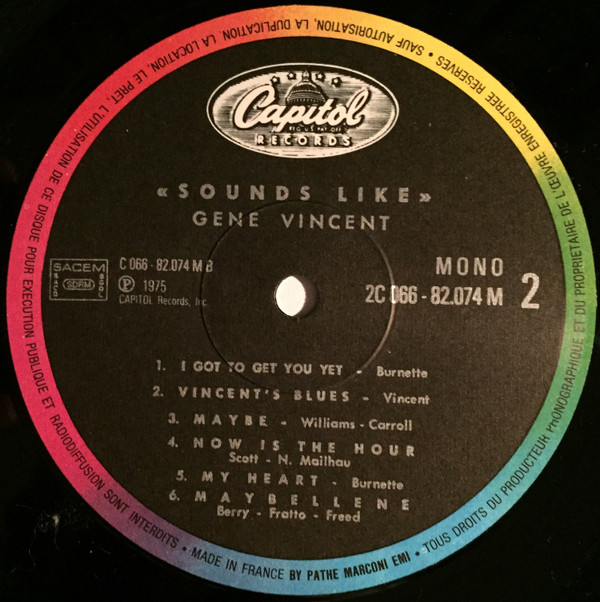 Capitol
REG. U.S. PAT. OFF.
RECORDS
«SOUNDS LIKE»
GENE VINCENT
SACEM
SACD SDRM SGDL
C 066 - 82.074 M B
Ⓟ 1975
CAPITOL Records, Inc.
MONO
2C 066 - 82.074 M 2
1. I GOT TO GET YOU YET - Burnette
2. VINCENT'S BLUES - Vincent
3. MAYBE - Williams - Carroll
4. NOW IS THE HOUR
Scott - N. Mailhau
5. MY HEART - Burnette
6. MAYBELLENE
Berry - Fratto - Freed
• TOUS DROITS DU PRODUCTEUR PHONOGRAPHIQUE ET DU PROPRIETAIRE DE L'ŒUVRE ENREGISTREE RESERVES • SAUF AUTORISATION, LA DUPLICATION, LA LOCATION, LE PRET, L'UTILISATION DE CE DISQUE POUR EXECUTION PUBLIQUE ET RADIODIFFUSION SONT INTERDITS • MADE IN FRANCE BY PATHE MARCONI EMI